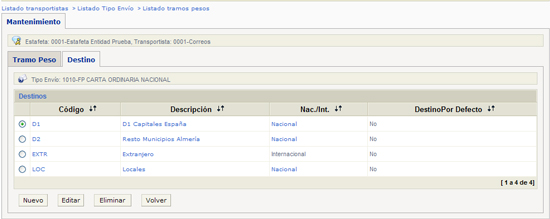 Listado transportistas » Listado Tipo Envío » Listado tramos pesos
Mantenimiento
Estafeta: 0001-Estafeta Entidad Prueba, Transportista: 0001-Correos
Tramo Peso Destino
Tipo Envío: 1010-FP CARTA ORDINARIA NACIONAL
Destinos
Código Descripción Nac./Int. DestinoPor Defecto
D1 D1 Capitales España Nacional No
D2 Resto Municipios Almería Nacional No
EXTR Extranjero Internacional No
LOC Locales Nacional No
[ 1 a 4 de 4]
Nuevo Editar Eliminar Volver